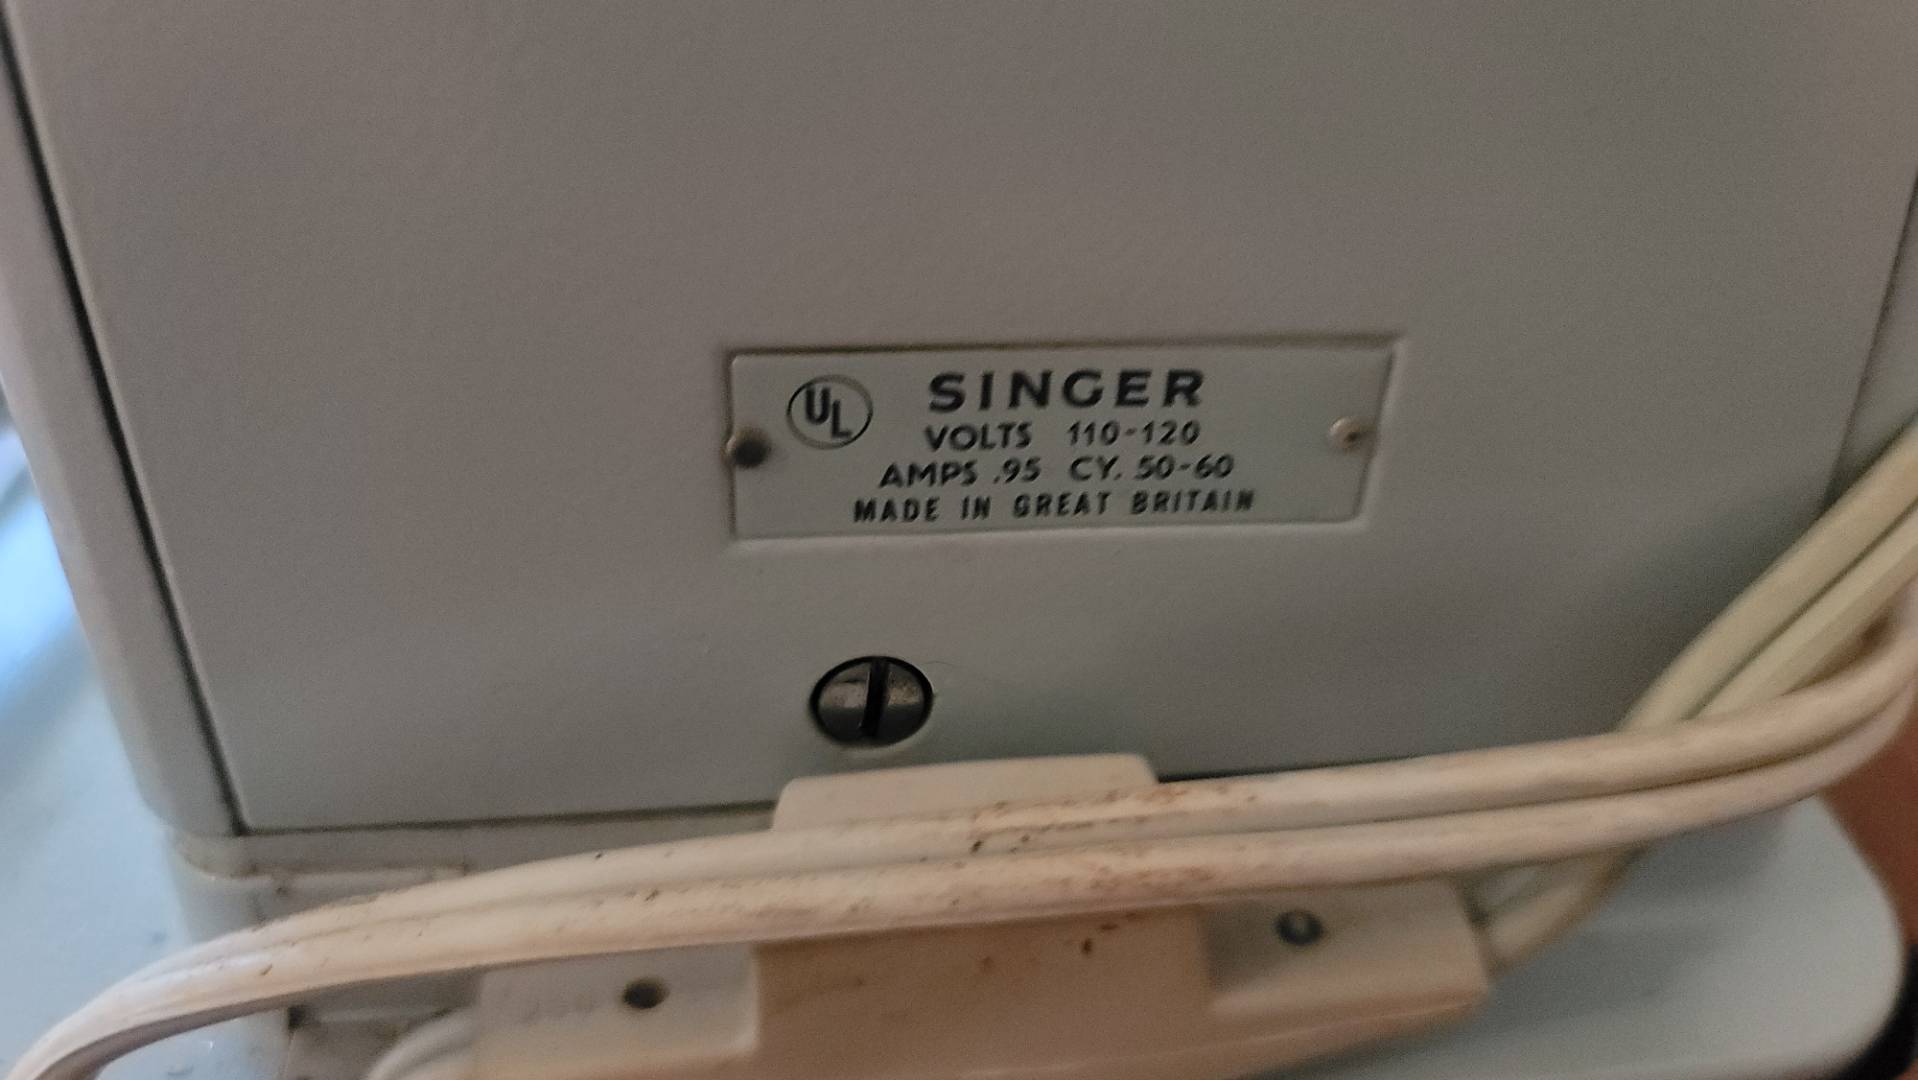 UL
SINGER
VOLTS 110-120
AMPS .95 CY. 50-60
MADE IN GREAT BRITAIN